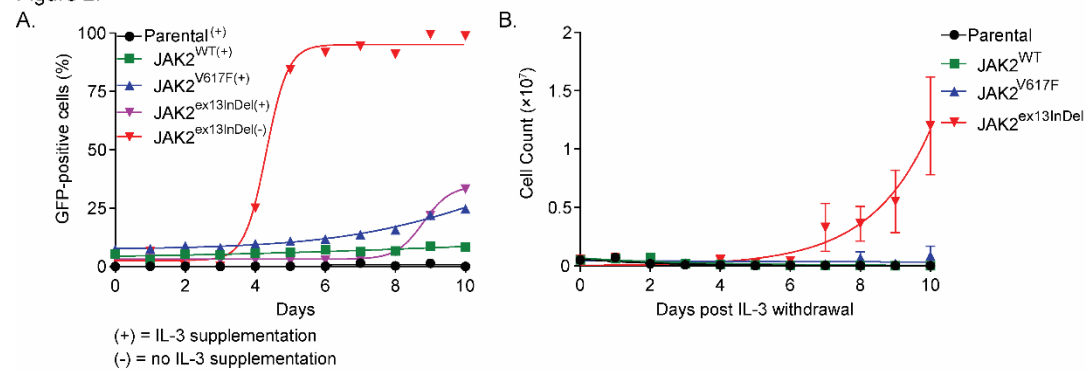 A.
100
75
50
25
0
GFP-positive cells (%)
Parental(+)
JAK2WT(+)
JAK2V617F(+)
JAK2ex13InDel(+)
JAK2ex13InDel(-)
0 2 4 6 8 10
Days
(+) = IL-3 supplementation
(-) = no IL-3 supplementation
B.
2
1.5
1
0.5
0
Cell Count (×10⁷)
Parental
JAK2WT
JAK2V617F
JAK2ex13InDel
0 2 4 6 8 10
Days post IL-3 withdrawal